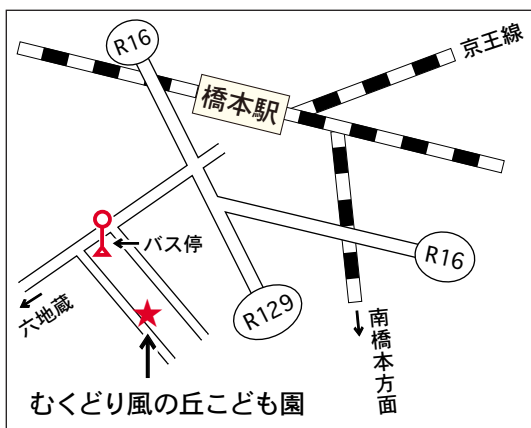 R16
京王線
橋本駅
バス停
R16
六地蔵
R129
南橋本方面
むくどり風の丘こども園